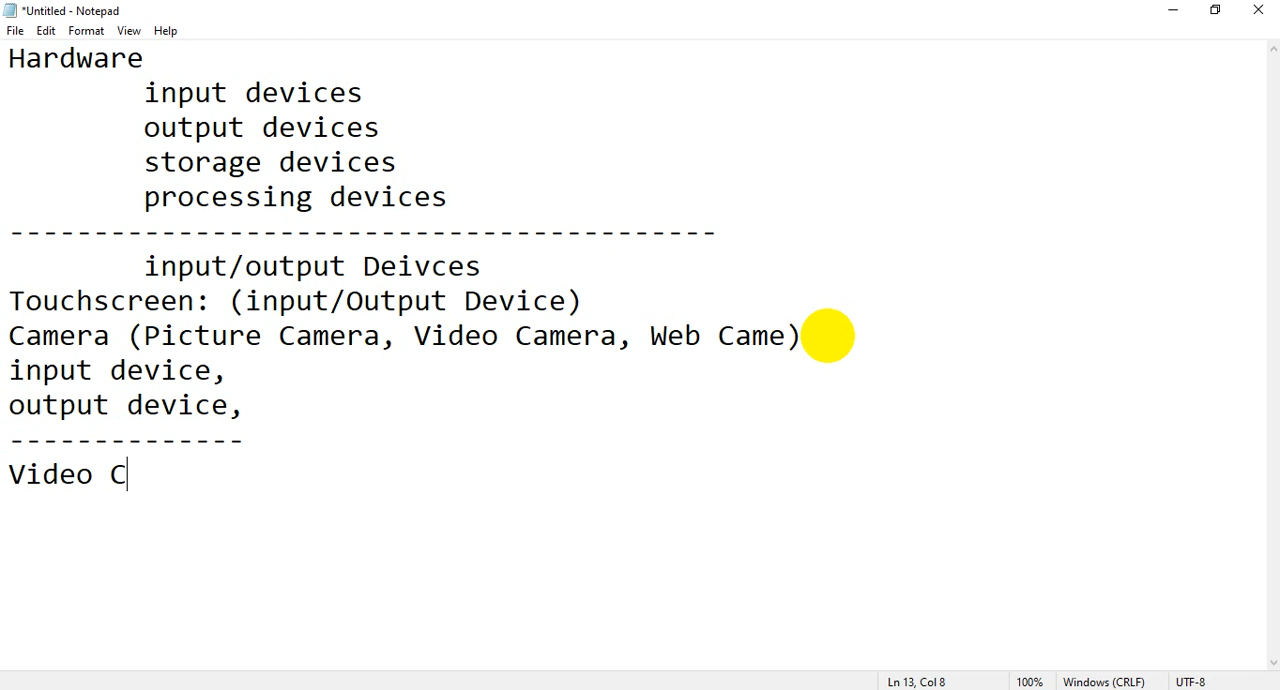 *Untitled - Notepad
File Edit Format View Help
Hardware
input devices
output devices
storage devices
processing devices
------------------------------------------
input/output Deivces
Touchscreen: (input/Output Device)
Camera (Picture Camera, Video Camera, Web Came)
input device,
output device,
--------------
Video C
Ln 13, Col 8 100% Windows (CRLF) UTF-8